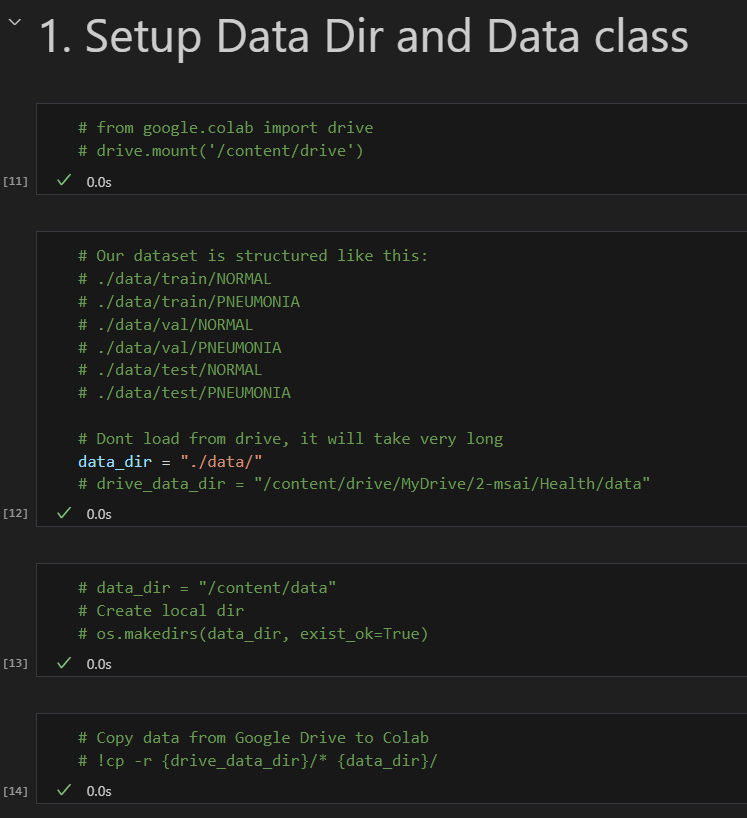 1. Setup Data Dir and Data class
# from google.colab import drive
# drive.mount('/content/drive')
[11] 0.0s
# Our dataset is structured like this:
# ./data/train/NORMAL
# ./data/train/PNEUMONIA
# ./data/val/NORMAL
# ./data/val/PNEUMONIA
# ./data/test/NORMAL
# ./data/test/PNEUMONIA
# Dont load from drive, it will take very long
data_dir = "./data/"
# drive_data_dir = "/content/drive/MyDrive/2-msai/Health/data"
[12] 0.0s
# data_dir = "/content/data"
# Create local dir
# os.makedirs(data_dir, exist_ok=True)
[13] 0.0s
# Copy data from Google Drive to Colab
# !cp -r {drive_data_dir}/* {data_dir}/
[14] 0.0s